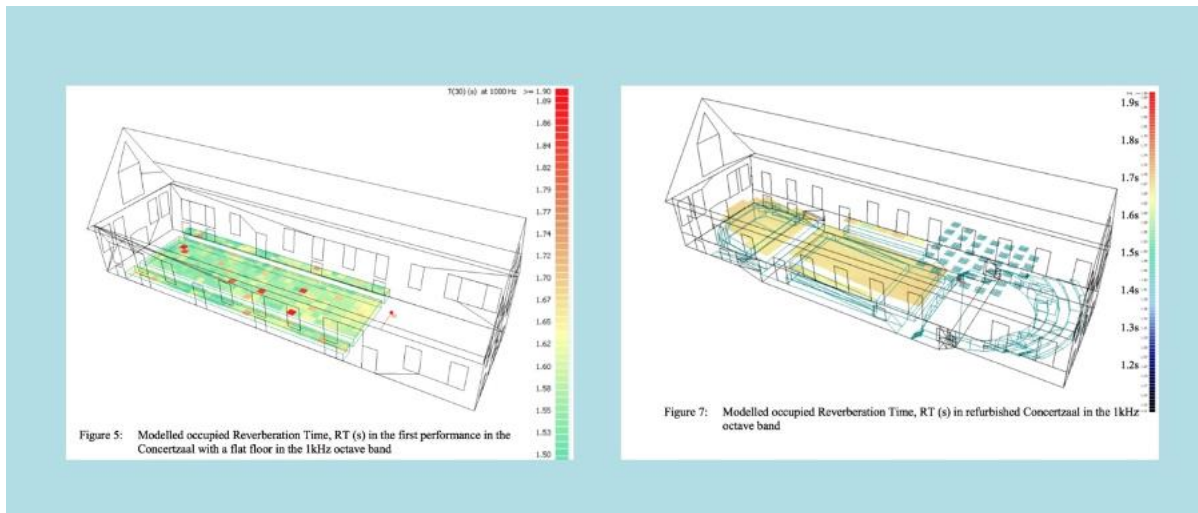 T(30) (s) at 1000 Hz >= 1.90
1.89
1.86
1.84
1.82
1.79
1.77
1.74
1.72
1.70
1.67
1.65
1.62
1.60
1.58
1.55
1.53
1.50
Figure 5: Modelled occupied Reverberation Time, RT (s) in the first performance in the
Concertzaal with a flat floor in the 1kHz octave band
1.9s
1.8s
1.7s
1.6s
1.5s
1.4s
1.3s
1.2s
Figure 7: Modelled occupied Reverberation Time, RT (s) in refurbished Concertzaal in the 1kHz
octave band